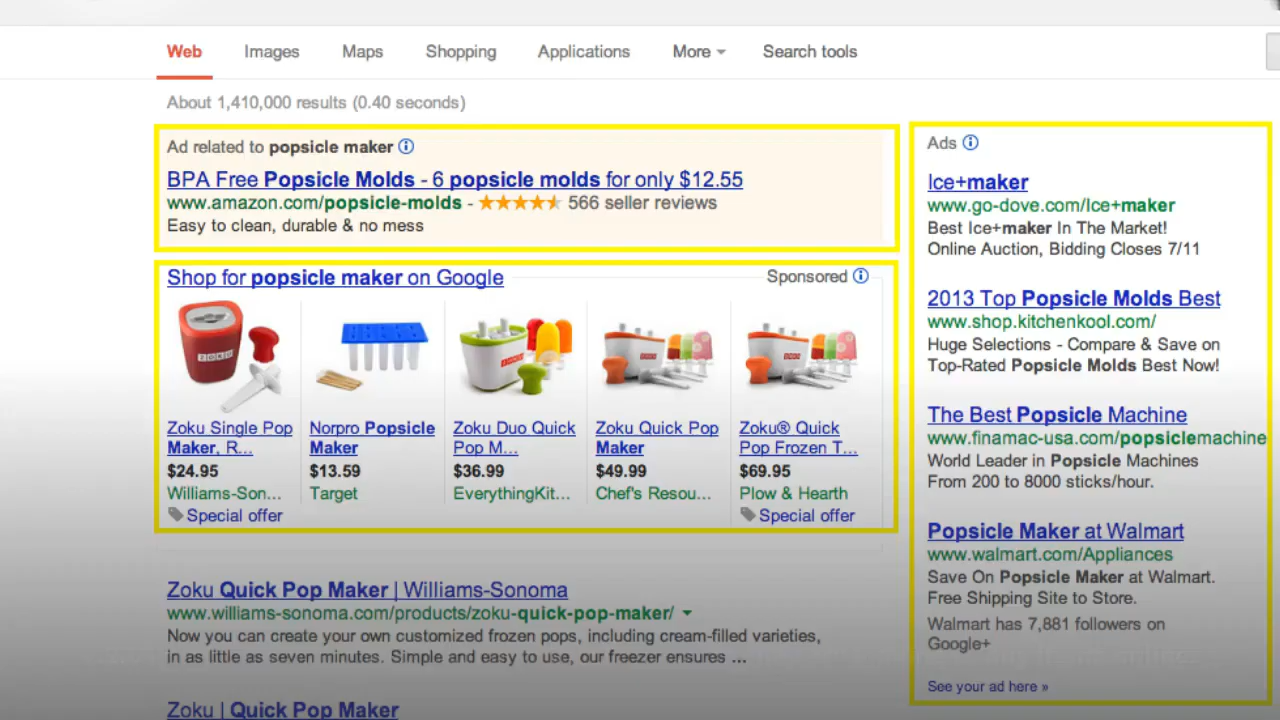 Web Images Maps Shopping Applications More Search tools
About 1,410,000 results (0.40 seconds)
Ad related to popsicle maker
BPA Free Popsicle Molds - 6 popsicle molds for only $12.55
www.amazon.com/popsicle-molds - 566 seller reviews
Easy to clean, durable & no mess
Shop for popsicle maker on Google
Sponsored
ZOKU
Zoku Single Pop
Maker, R...
$24.95
Williams-Son...
Special offer
Norpro Popsicle
Maker
$13.59
Target
Zoku Duo Quick
Pop M...
$36.99
EverythingKit...
Zoku Quick Pop
Maker
$49.99
Chef's Resou...
Zoku® Quick
Pop Frozen T...
$69.95
Plow & Hearth
Special offer
Zoku Quick Pop Maker | Williams-Sonoma
www.williams-sonoma.com/products/zoku-quick-pop-maker/
Now you can create your own customized frozen pops, including cream-filled varieties,
in as little as seven minutes. Simple and easy to use, our freezer ensures ...
Zoku | Quick Pop Maker
Ads
Ice+maker
www.go-dove.com/Ice+maker
Best Ice+maker In The Market!
Online Auction, Bidding Closes 7/11
2013 Top Popsicle Molds Best
www.shop.kitchenkool.com/
Huge Selections - Compare & Save on
Top-Rated Popsicle Molds Best Now!
The Best Popsicle Machine
www.finamac-usa.com/popsiclemachine
World Leader in Popsicle Machines
From 200 to 8000 sticks/hour.
Popsicle Maker at Walmart
www.walmart.com/Appliances
Save On Popsicle Maker at Walmart.
Free Shipping Site to Store.
Walmart has 7,881 followers on
Google+
See your ad here »